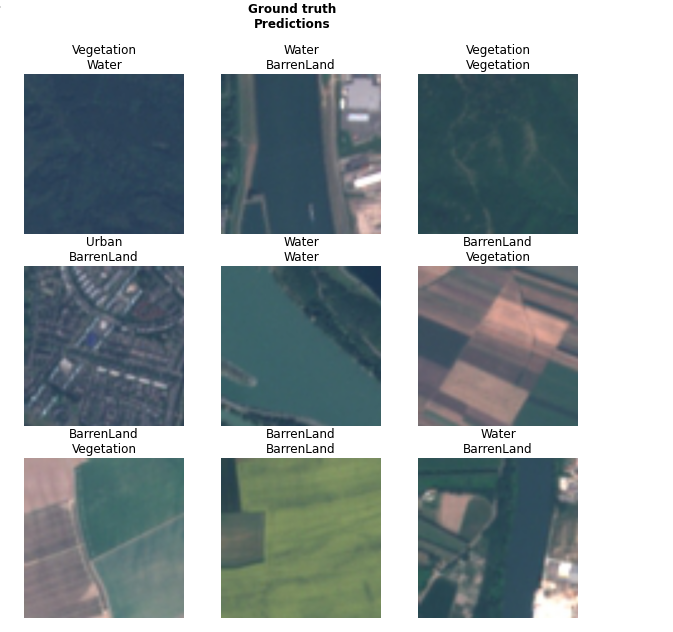 Ground truth
Predictions
Vegetation
Water
Water
BarrenLand
Vegetation
Vegetation
Urban
BarrenLand
Water
Water
BarrenLand
Vegetation
BarrenLand
Vegetation
BarrenLand
BarrenLand
Water
BarrenLand